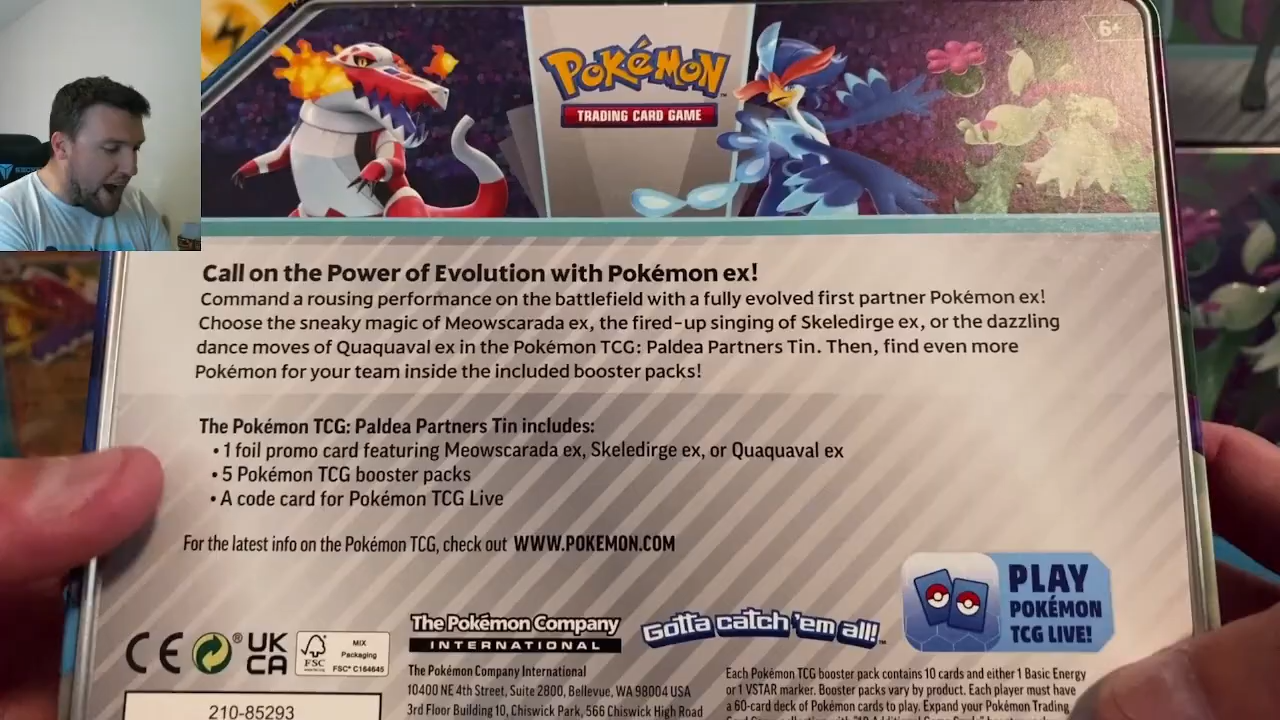 6+
POKéMON
TRADING CARD GAME
Call on the Power of Evolution with Pokémon ex!
Command a rousing performance on the battlefield with a fully evolved first partner Pokémon ex!
Choose the sneaky magic of Meowscarada ex, the fired-up singing of Skeledirge ex, or the dazzling
dance moves of Quaquaval ex in the Pokémon TCG: Paldea Partners Tin. Then, find even more
Pokémon for your team inside the included booster packs!
The Pokémon TCG: Paldea Partners Tin includes:
• 1 foil promo card featuring Meowscarada ex, Skeledirge ex, or Quaquaval ex
• 5 Pokémon TCG booster packs
• A code card for Pokémon TCG Live
For the latest info on the Pokémon TCG, check out WWW.POKEMON.COM
PLAY
POKÉMON
TCG LIVE!
CE
UK
CA
FSC
MIX
Packaging
FSC® C164645
The Pokémon Company
INTERNATIONAL
Gotta catch 'em all!™
The Pokémon Company International
10400 NE 4th Street, Suite 2800, Bellevue, WA 98004 USA
3rd Floor Building 10, Chiswick Park, 566 Chiswick High Road
Each Pokémon TCG booster pack contains 10 cards and either 1 Basic Energy
or 1 VSTAR marker. Booster packs vary by product. Each player must have
a 60-card deck of Pokémon cards to play. Expand your Pokémon Trading
210-85293